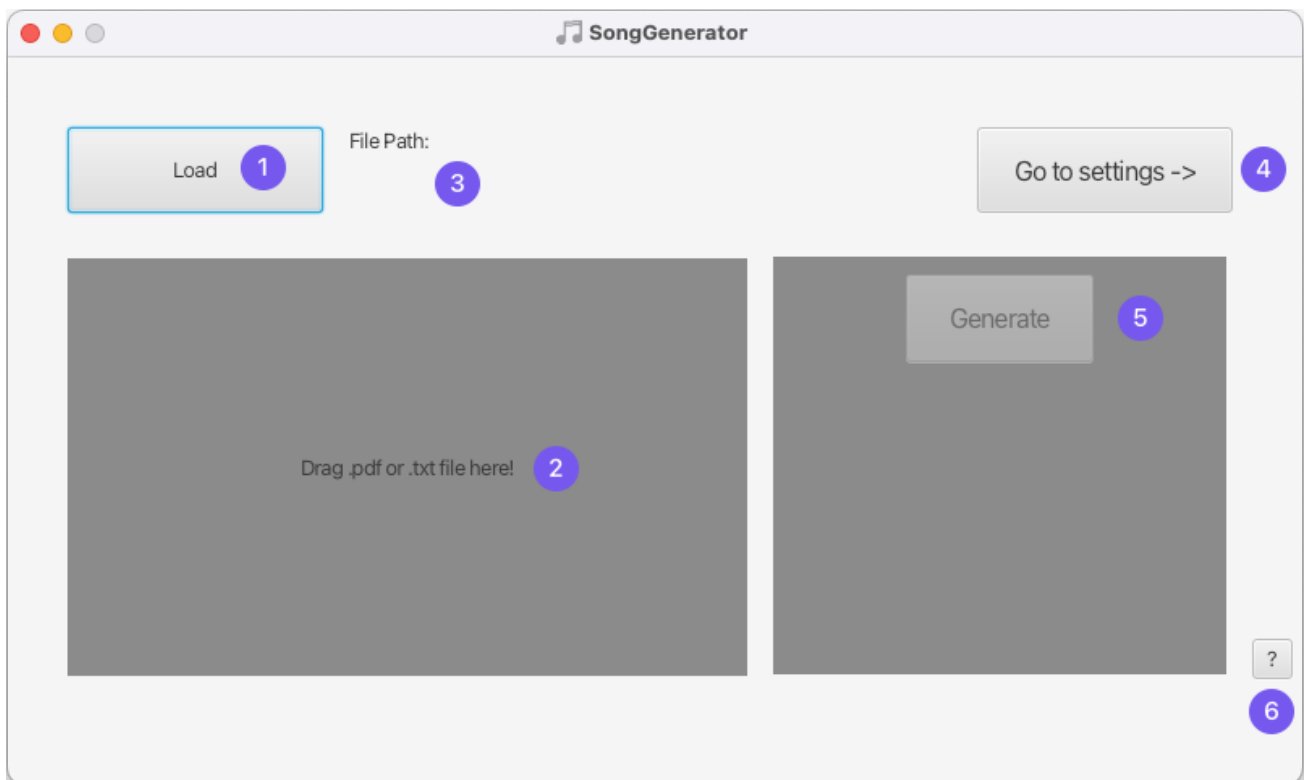 SongGenerator
Load 1
File Path:
3
Go to settings -> 4
Generate 5
Drag .pdf or .txt file here! 2
?
6